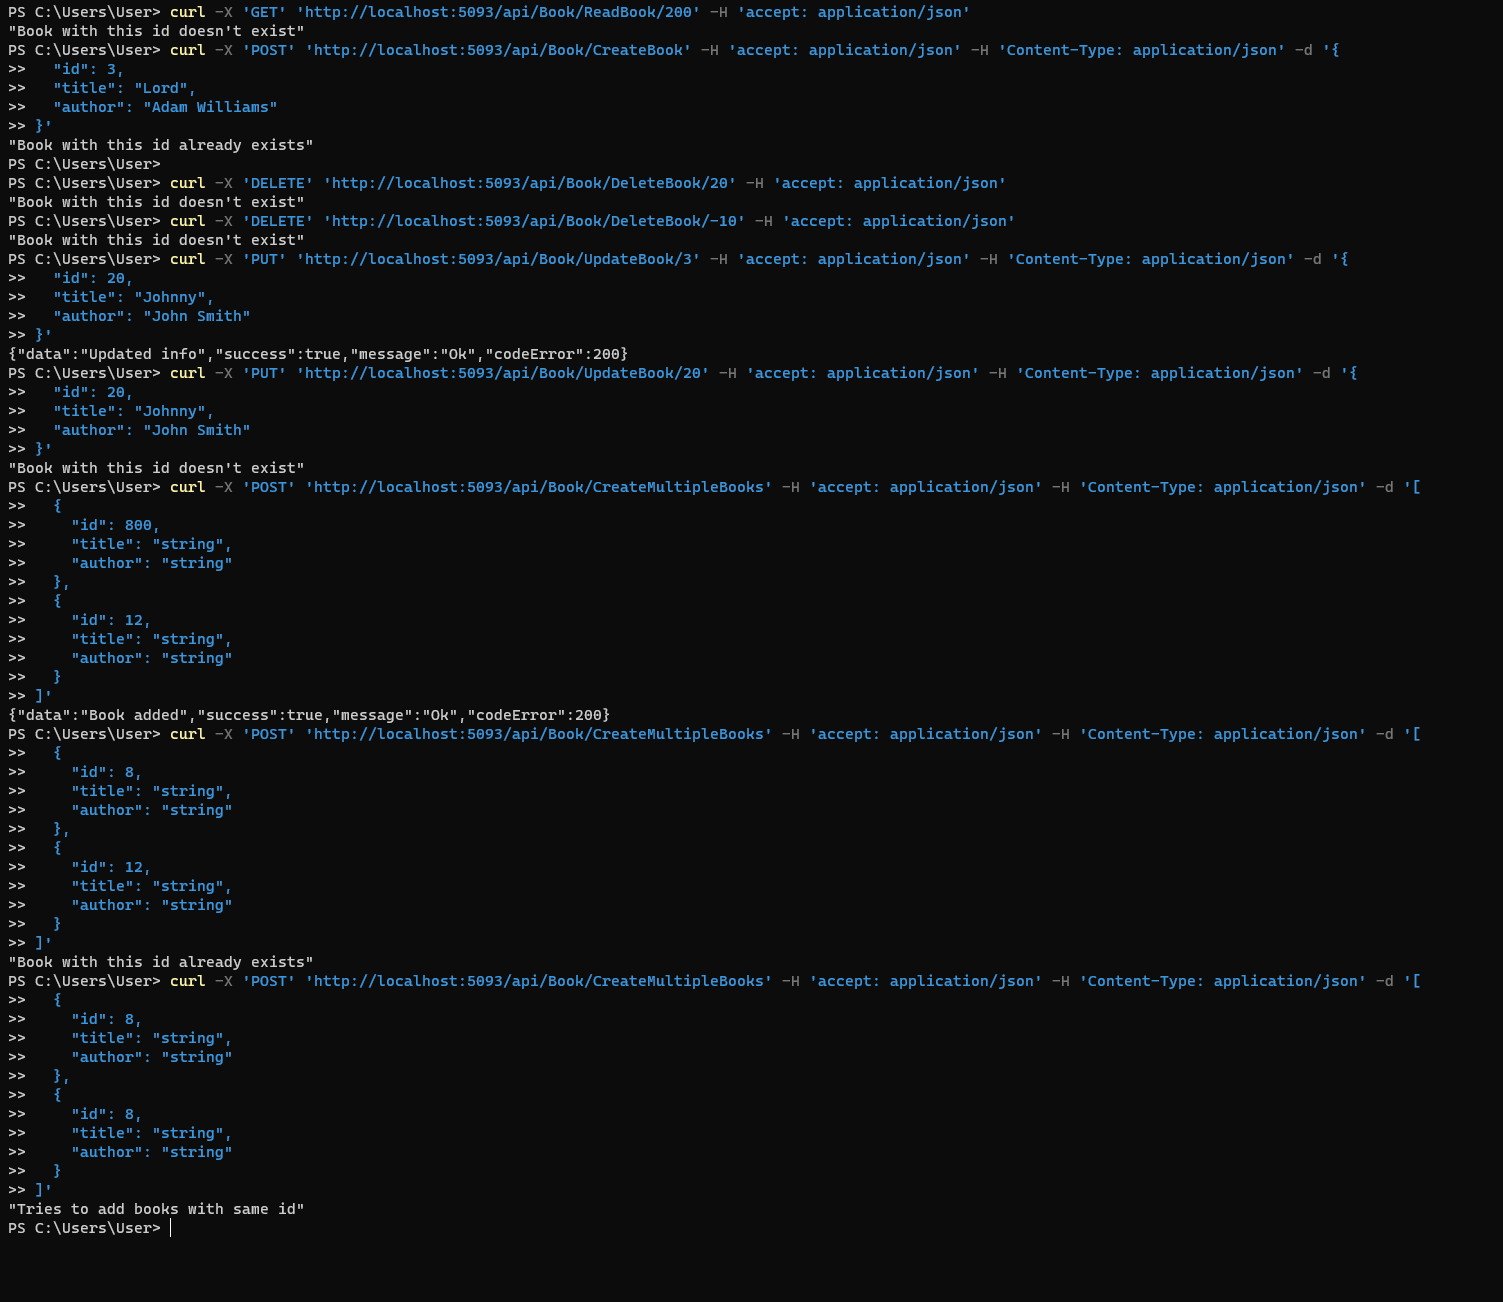 PS C:\Users\User> curl -X 'GET' 'http://localhost:5093/api/Book/ReadBook/200' -H 'accept: application/json'
"Book with this id doesn't exist"
PS C:\Users\User> curl -X 'POST' 'http://localhost:5093/api/Book/CreateBook' -H 'accept: application/json' -H 'Content-Type: application/json' -d '{
>>   "id": 3,
>>   "title": "Lord",
>>   "author": "Adam Williams"
>> }'
"Book with this id already exists"
PS C:\Users\User>
PS C:\Users\User> curl -X 'DELETE' 'http://localhost:5093/api/Book/DeleteBook/20' -H 'accept: application/json'
"Book with this id doesn't exist"
PS C:\Users\User> curl -X 'DELETE' 'http://localhost:5093/api/Book/DeleteBook/-10' -H 'accept: application/json'
"Book with this id doesn't exist"
PS C:\Users\User> curl -X 'PUT' 'http://localhost:5093/api/Book/UpdateBook/3' -H 'accept: application/json' -H 'Content-Type: application/json' -d '{
>>   "id": 20,
>>   "title": "Johnny",
>>   "author": "John Smith"
>> }'
{"data":"Updated info","success":true,"message":"Ok","codeError":200}
PS C:\Users\User> curl -X 'PUT' 'http://localhost:5093/api/Book/UpdateBook/20' -H 'accept: application/json' -H 'Content-Type: application/json' -d '{
>>   "id": 20,
>>   "title": "Johnny",
>>   "author": "John Smith"
>> }'
"Book with this id doesn't exist"
PS C:\Users\User> curl -X 'POST' 'http://localhost:5093/api/Book/CreateMultipleBooks' -H 'accept: application/json' -H 'Content-Type: application/json' -d '[
>>   {
>>     "id": 800,
>>     "title": "string",
>>     "author": "string"
>>   },
>>   {
>>     "id": 12,
>>     "title": "string",
>>     "author": "string"
>>   }
>> ]'
{"data":"Book added","success":true,"message":"Ok","codeError":200}
PS C:\Users\User> curl -X 'POST' 'http://localhost:5093/api/Book/CreateMultipleBooks' -H 'accept: application/json' -H 'Content-Type: application/json' -d '[
>>   {
>>     "id": 8,
>>     "title": "string",
>>     "author": "string"
>>   },
>>   {
>>     "id": 12,
>>     "title": "string",
>>     "author": "string"
>>   }
>> ]'
"Book with this id already exists"
PS C:\Users\User> curl -X 'POST' 'http://localhost:5093/api/Book/CreateMultipleBooks' -H 'accept: application/json' -H 'Content-Type: application/json' -d '[
>>   {
>>     "id": 8,
>>     "title": "string",
>>     "author": "string"
>>   },
>>   {
>>     "id": 8,
>>     "title": "string",
>>     "author": "string"
>>   }
>> ]'
"Tries to add books with same id"
PS C:\Users\User>